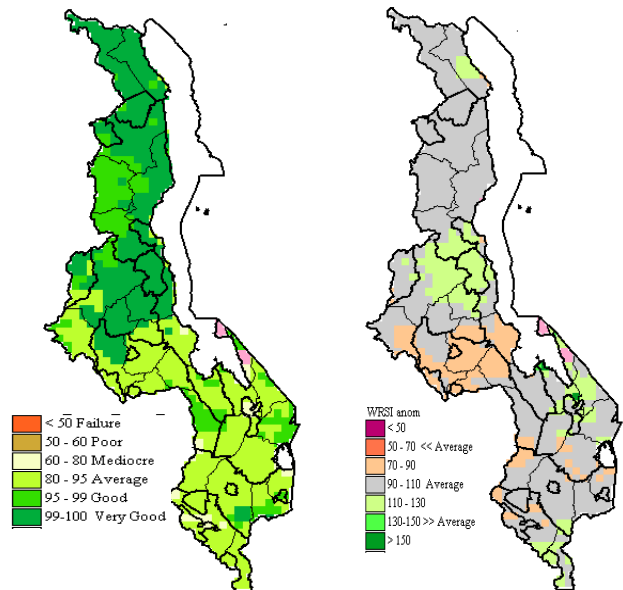 < 50 Failure
50 - 60 Poor
60 - 80 Mediocre
80 - 95 Average
95 - 99 Good
99-100 Very Good
WRSI anom
< 50
50 - 70 << Average
70 - 90
90 - 110 Average
110 - 130
130-150 >> Average
> 150